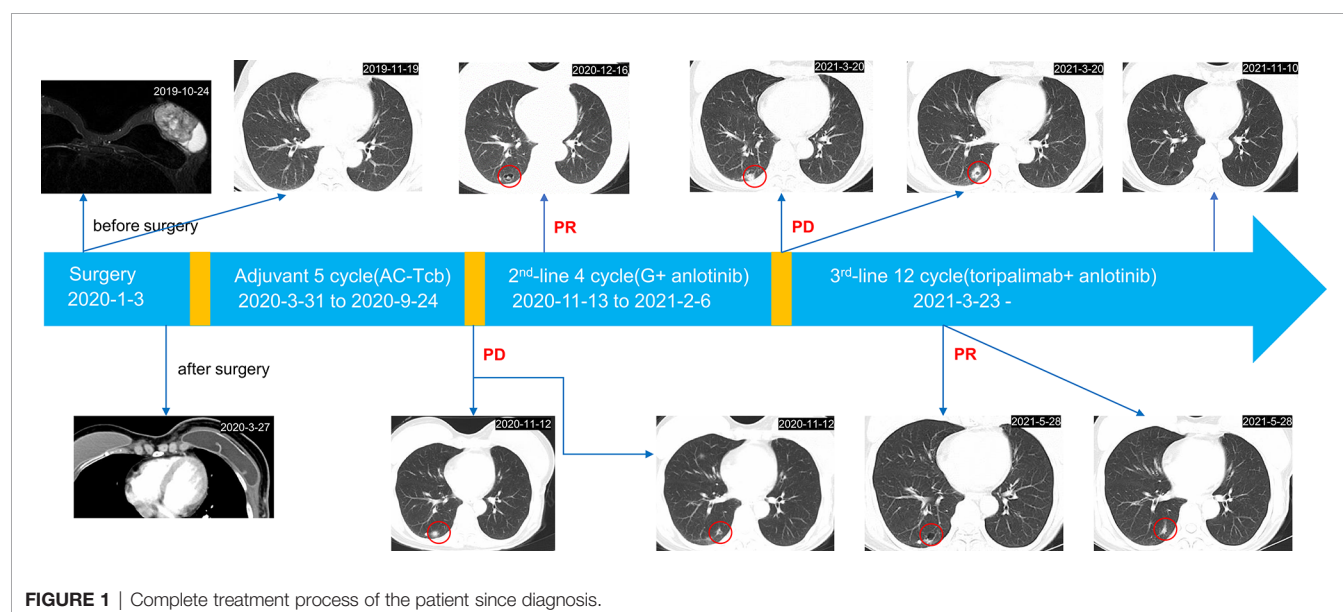 2019-10-24
2019-11-19
2020-12-16
2021-3-20
2021-3-20
2021-11-10
before surgery
PR
PD
Surgery
2020-1-3
Adjuvant 5 cycle(AC-Tcb)
2020-3-31 to 2020-9-24
2nd-line 4 cycle(G+ anlotinib)
2020-11-13 to 2021-2-6
3rd-line 12 cycle(toripalimab+ anlotinib)
2021-3-23 -
after surgery
PD
PR
2020-3-27
2020-11-12
2020-11-12
2021-5-28
2021-5-28
FIGURE 1 | Complete treatment process of the patient since diagnosis.